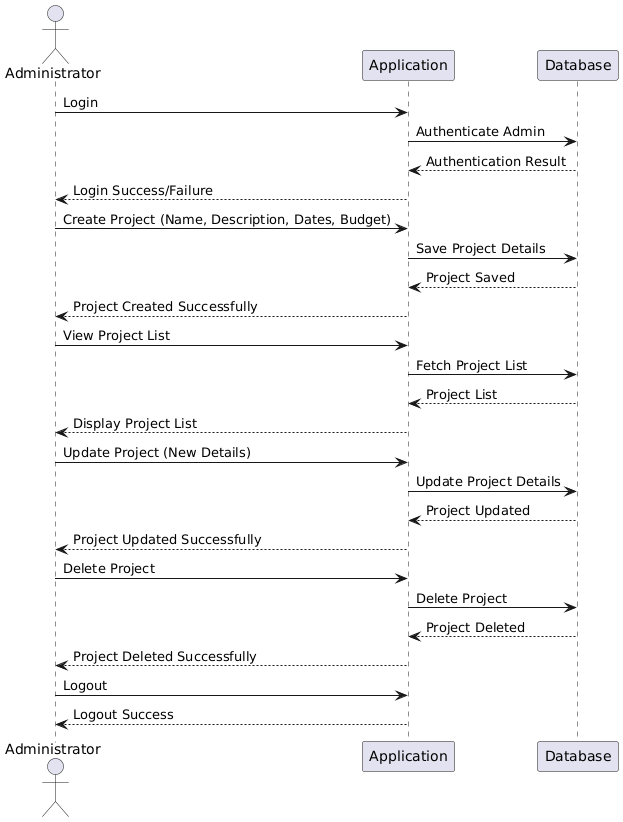 Administrator
Application
Database
Login
Authenticate Admin
Authentication Result
Login Success/Failure
Create Project (Name, Description, Dates, Budget)
Save Project Details
Project Saved
Project Created Successfully
View Project List
Fetch Project List
Project List
Display Project List
Update Project (New Details)
Update Project Details
Project Updated
Project Updated Successfully
Delete Project
Delete Project
Project Deleted
Project Deleted Successfully
Logout
Logout Success
Administrator
Application
Database